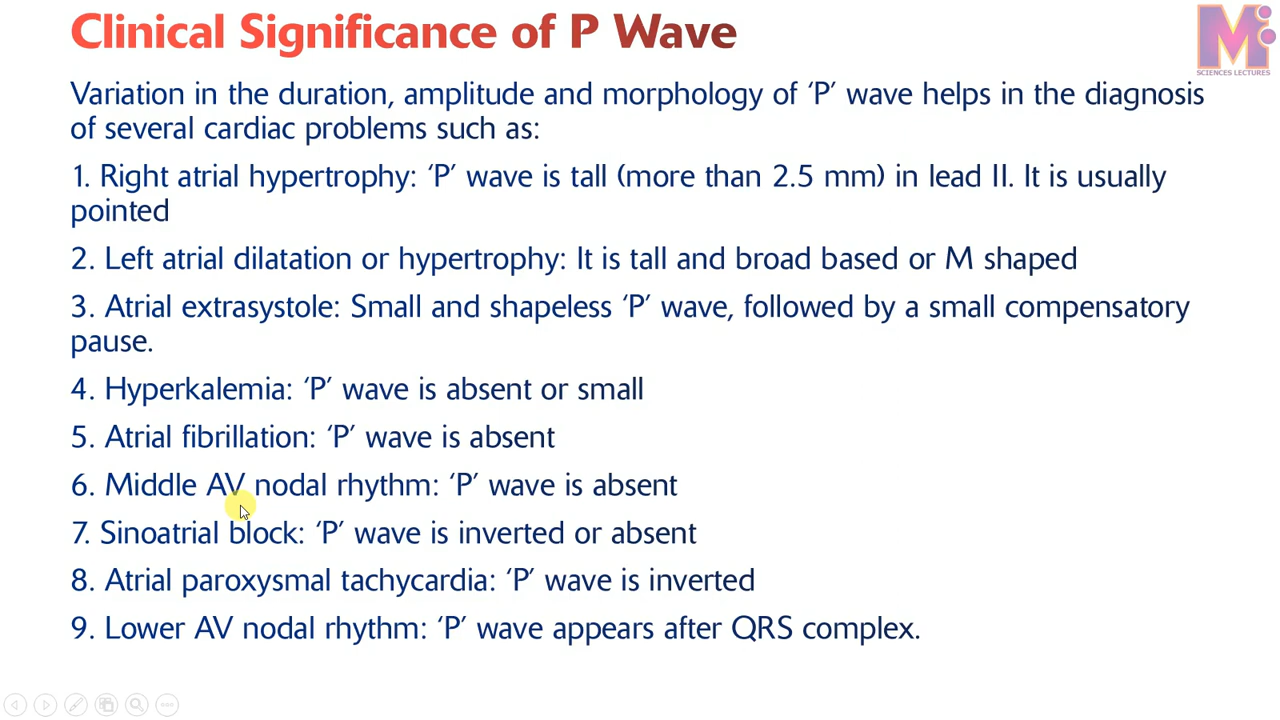 Clinical Significance of P Wave
Variation in the duration, amplitude and morphology of ‘P’ wave helps in the diagnosis
of several cardiac problems such as:
1. Right atrial hypertrophy: ‘P’ wave is tall (more than 2.5 mm) in lead II. It is usually
pointed
2. Left atrial dilatation or hypertrophy: It is tall and broad based or M shaped
3. Atrial extrasystole: Small and shapeless ‘P’ wave, followed by a small compensatory
pause.
4. Hyperkalemia: ‘P’ wave is absent or small
5. Atrial fibrillation: ‘P’ wave is absent
6. Middle AV nodal rhythm: ‘P’ wave is absent
7. Sinoatrial block: ‘P’ wave is inverted or absent
8. Atrial paroxysmal tachycardia: ‘P’ wave is inverted
9. Lower AV nodal rhythm: ‘P’ wave appears after QRS complex.
M
SCIENCES LECTURES